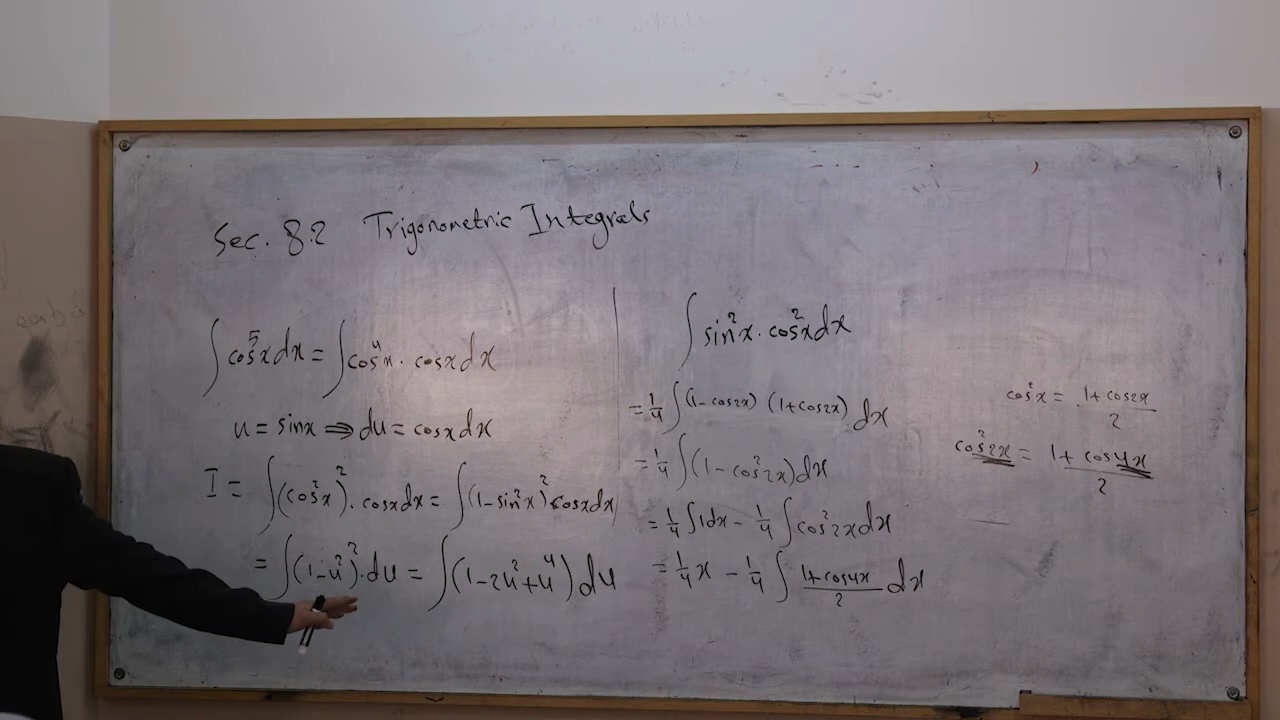 Sec. 8.2 Trigonometric Integrals
∫cos⁵x dx = ∫cos⁴x · cosx dx
u = sinx ⇒ du = cosx dx
I = ∫(cos²x)² · cosx dx = ∫(1-sin²x)² cosx dx
= ∫(1-u²)² · du = ∫(1-2u²+u⁴) du
∫sin²x · cos²x dx
= 1/4 ∫(1-cos2x) (1+cos2x) dx
= 1/4 ∫(1-cos²2x) dx
= 1/4 ∫1dx - 1/4 ∫cos²2x dx
= 1/4 x - 1/4 ∫ (1+cos4x)/2 dx
cos²x = (1+cos2x)/2
cos²2x = (1+cos4x)/2